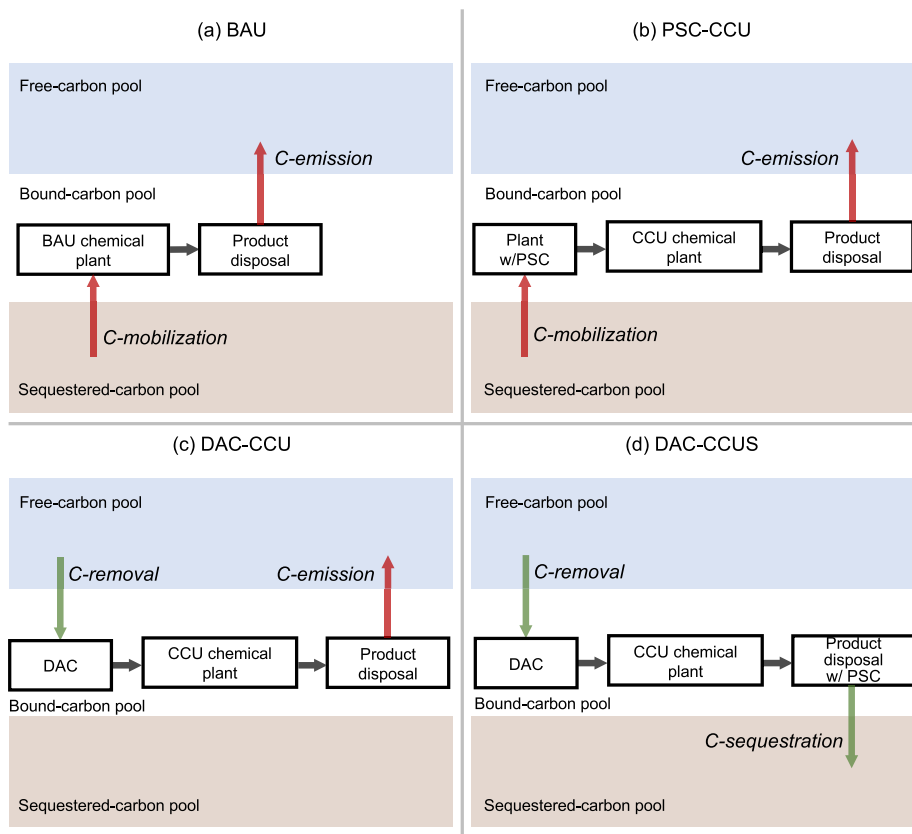 (a) BAU
Free-carbon pool
C-emission
Bound-carbon pool
BAU chemical
plant
Product
disposal
C-mobilization
Sequestered-carbon pool
(b) PSC-CCU
Free-carbon pool
C-emission
Bound-carbon pool
Plant
w/PSC
CCU chemical
plant
Product
disposal
C-mobilization
Sequestered-carbon pool
(c) DAC-CCU
Free-carbon pool
C-removal
C-emission
DAC
CCU chemical
plant
Product
disposal
Bound-carbon pool
Sequestered-carbon pool
(d) DAC-CCUS
Free-carbon pool
C-removal
DAC
CCU chemical
plant
Product
disposal
w/ PSC
Bound-carbon pool
C-sequestration
Sequestered-carbon pool